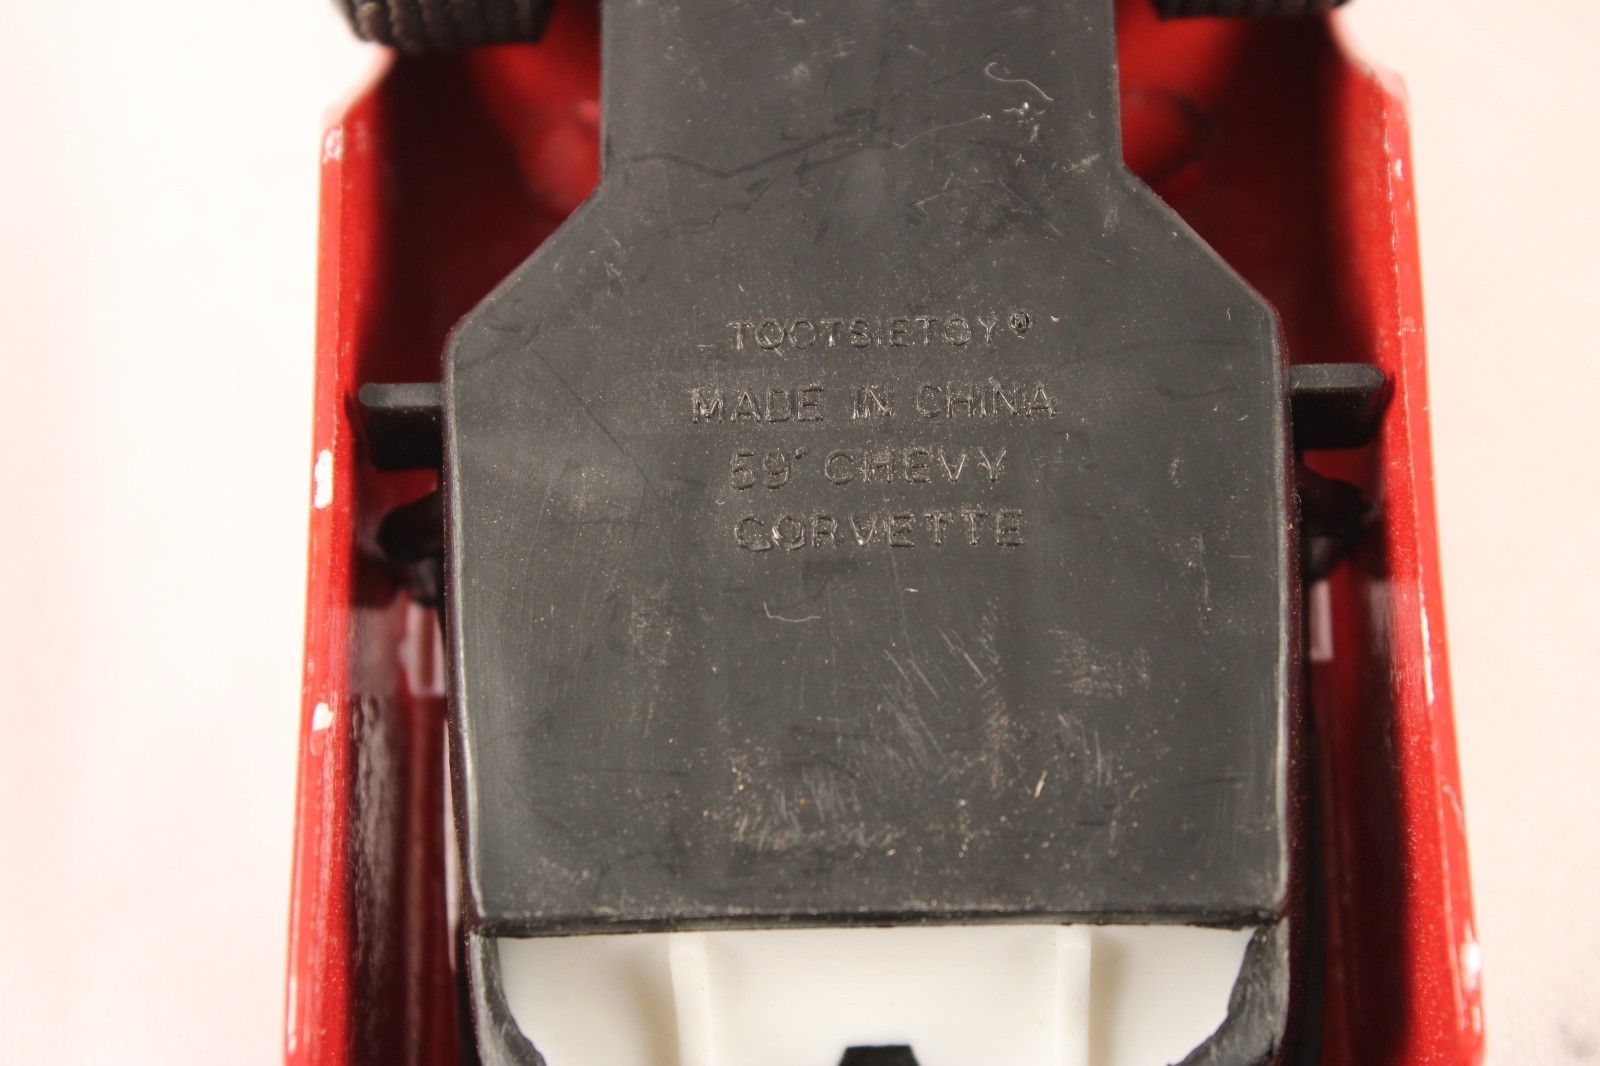 TOOTSIETOY®
MADE IN CHINA
59' CHEVY
CORVETTE